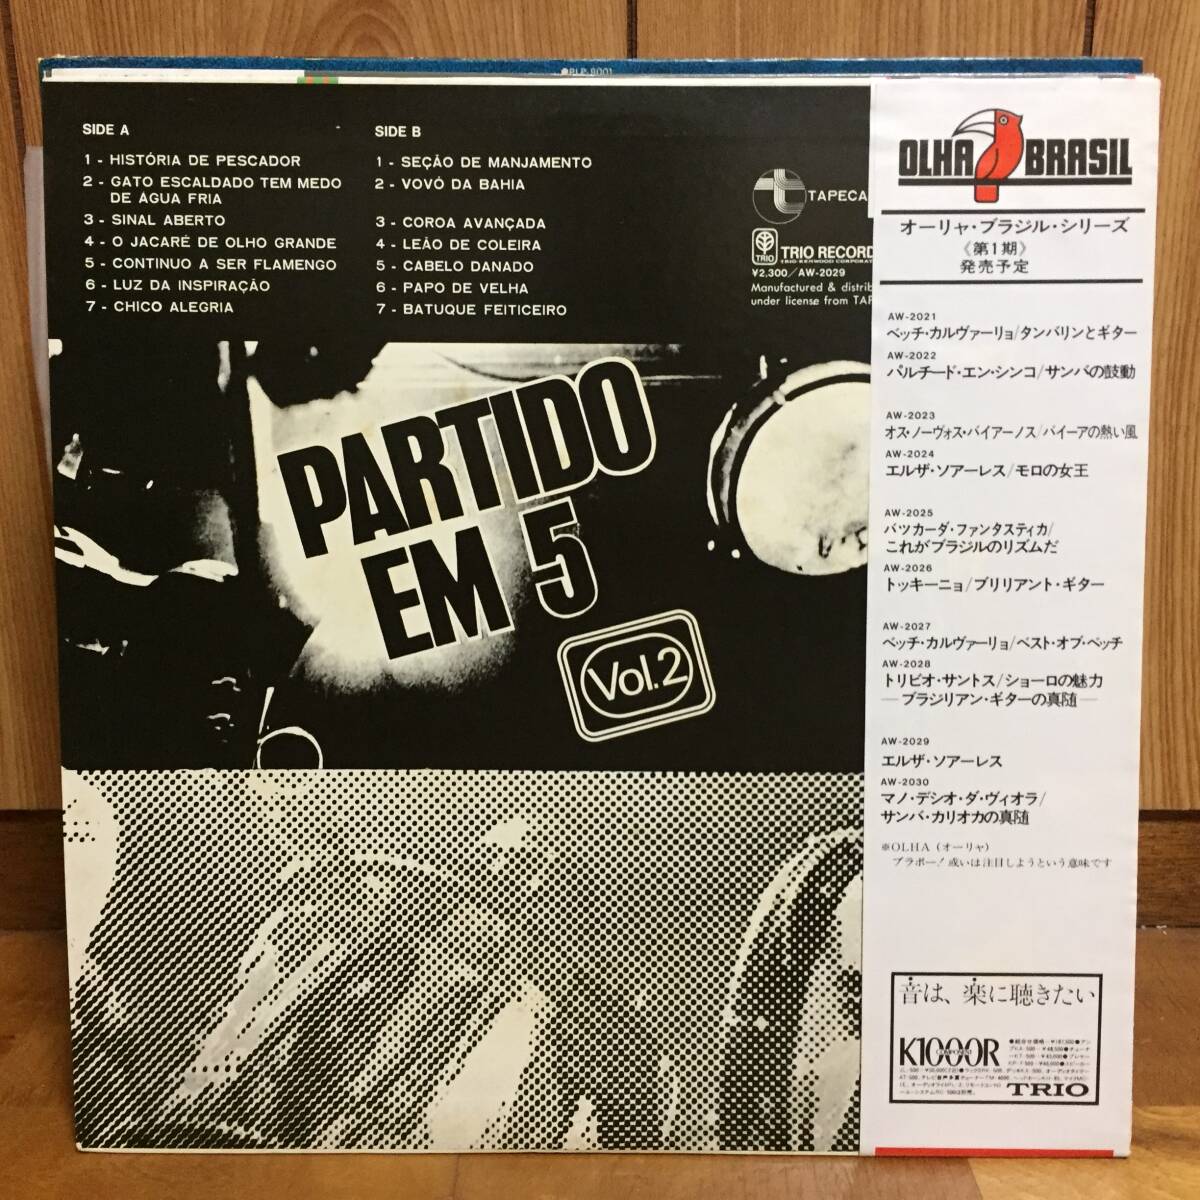 ●PLP-9001
SIDE A
1 - HISTÓRIA DE PESCADOR
2 - GATO ESCALDADO TEM MEDO
DE AGUA FRIA
3 - SINAL ABERTO
4 - O JACARÉ DE OLHO GRANDE
5 - CONTINUO A SER FLAMENGO
6 - LUZ DA INSPIRAÇÃO
7 - CHICO ALEGRIA
SIDE B
1 - SEÇÃO DE MANJAMENTO
2 - VOVÓ DA BAHIA
3 - COROA AVANÇADA
4 - LEÃO DE COLEIRA
5 - CABELO DANADO
6 - PAPO DE VELHA
7 - BATUQUE FEITICEIRO
TAPECA
TRIO
TRIO RECORD
TRIO KENWOOD CORPORAT
¥2,300/AW-2029
Manufactured & distrib
under license from TAP
PARTIDO
EM 5
Vol.2
OLHA BRASIL
オーリャ・ブラジル・シリーズ
《第1期》
発売予定
AW-2021
ベッチ・カルヴァーリョ/タンバリンとギター
AW-2022
パルチード・エン・シンコ/サンバの鼓動
AW-2023
オス・ノーヴォス・バイアーノス/バイーアの熱い風
AW-2024
エルザ・ソアーレス/モロの女王
AW-2025
バツカーダ・ファンタスティカ/
これがブラジルのリズムだ
AW-2026
トッキーニョ/ブリリアント・ギター
AW-2027
ベッチ・カルヴァーリョ/ベスト・オブ・ベッチ
AW-2028
トリビオ・サントス/ショーロの魅力
—ブラジリアン・ギターの真随—
AW-2029
エルザ・ソアーレス
AW-2030
マノ・デシオ・ダ・ヴィオラ/
サンバ・カリオカの真随
※OLHA (オーリャ)
ブラボー!或いは注目しようという意味です
音は、楽に聴きたい
K1000R
COMPONENT
TRIO